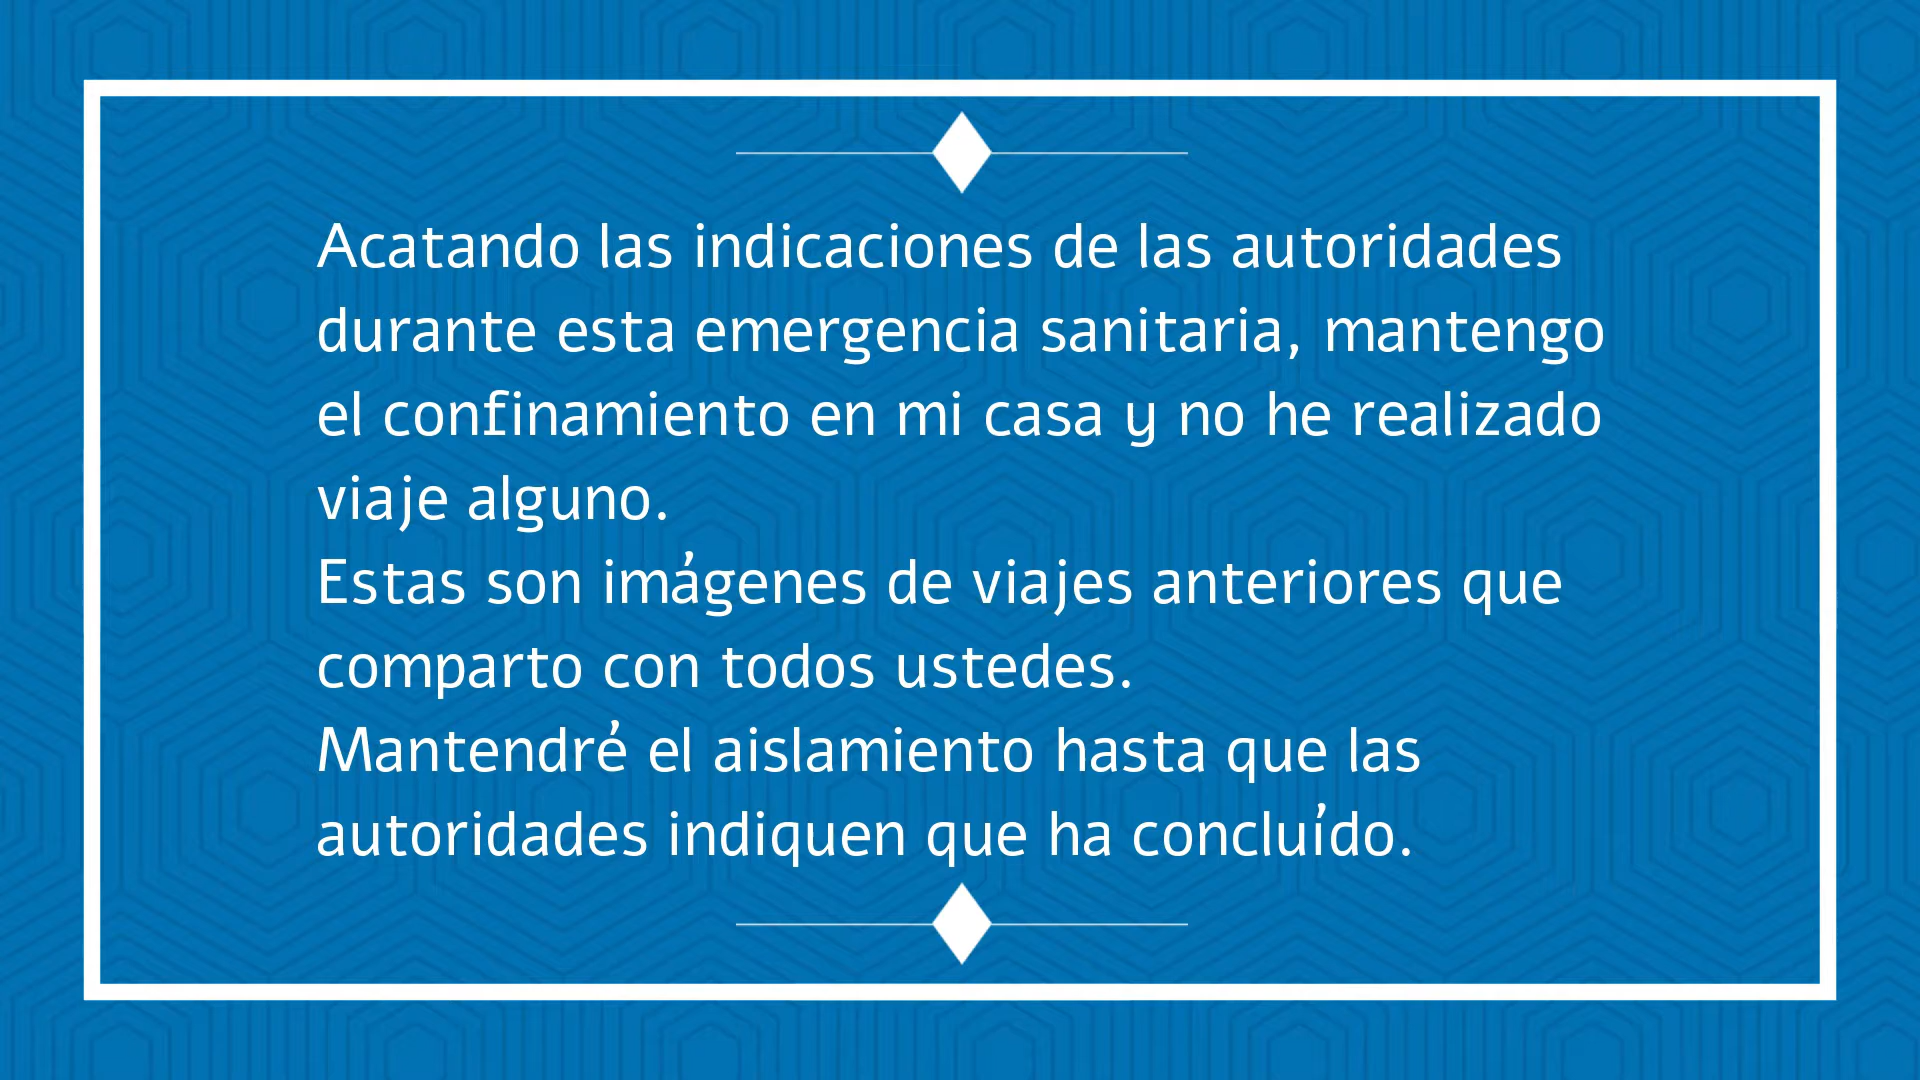 Acatando las indicaciones de las autoridades
durante esta emergencia sanitaria, mantengo
el confinamiento en mi casa y no he realizado
viaje alguno.
Estas son imágenes de viajes anteriores que
comparto con todos ustedes.
Mantendré el aislamiento hasta que las
autoridades indiquen que ha concluído.